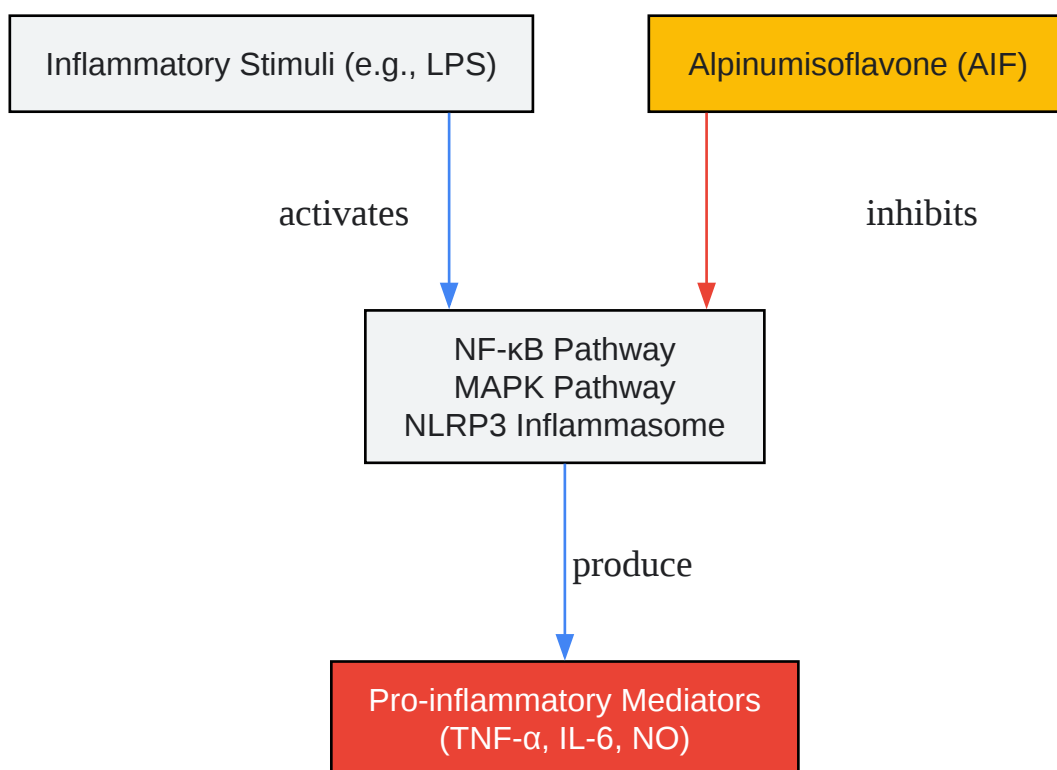 Inflammatory Stimuli (e.g., LPS)
Alpinumisoflavone (AIF)
activates
inhibits
NF-κB Pathway
MAPK Pathway
NLRP3 Inflammasome
produce
Pro-inflammatory Mediators
(TNF-α, IL-6, NO)